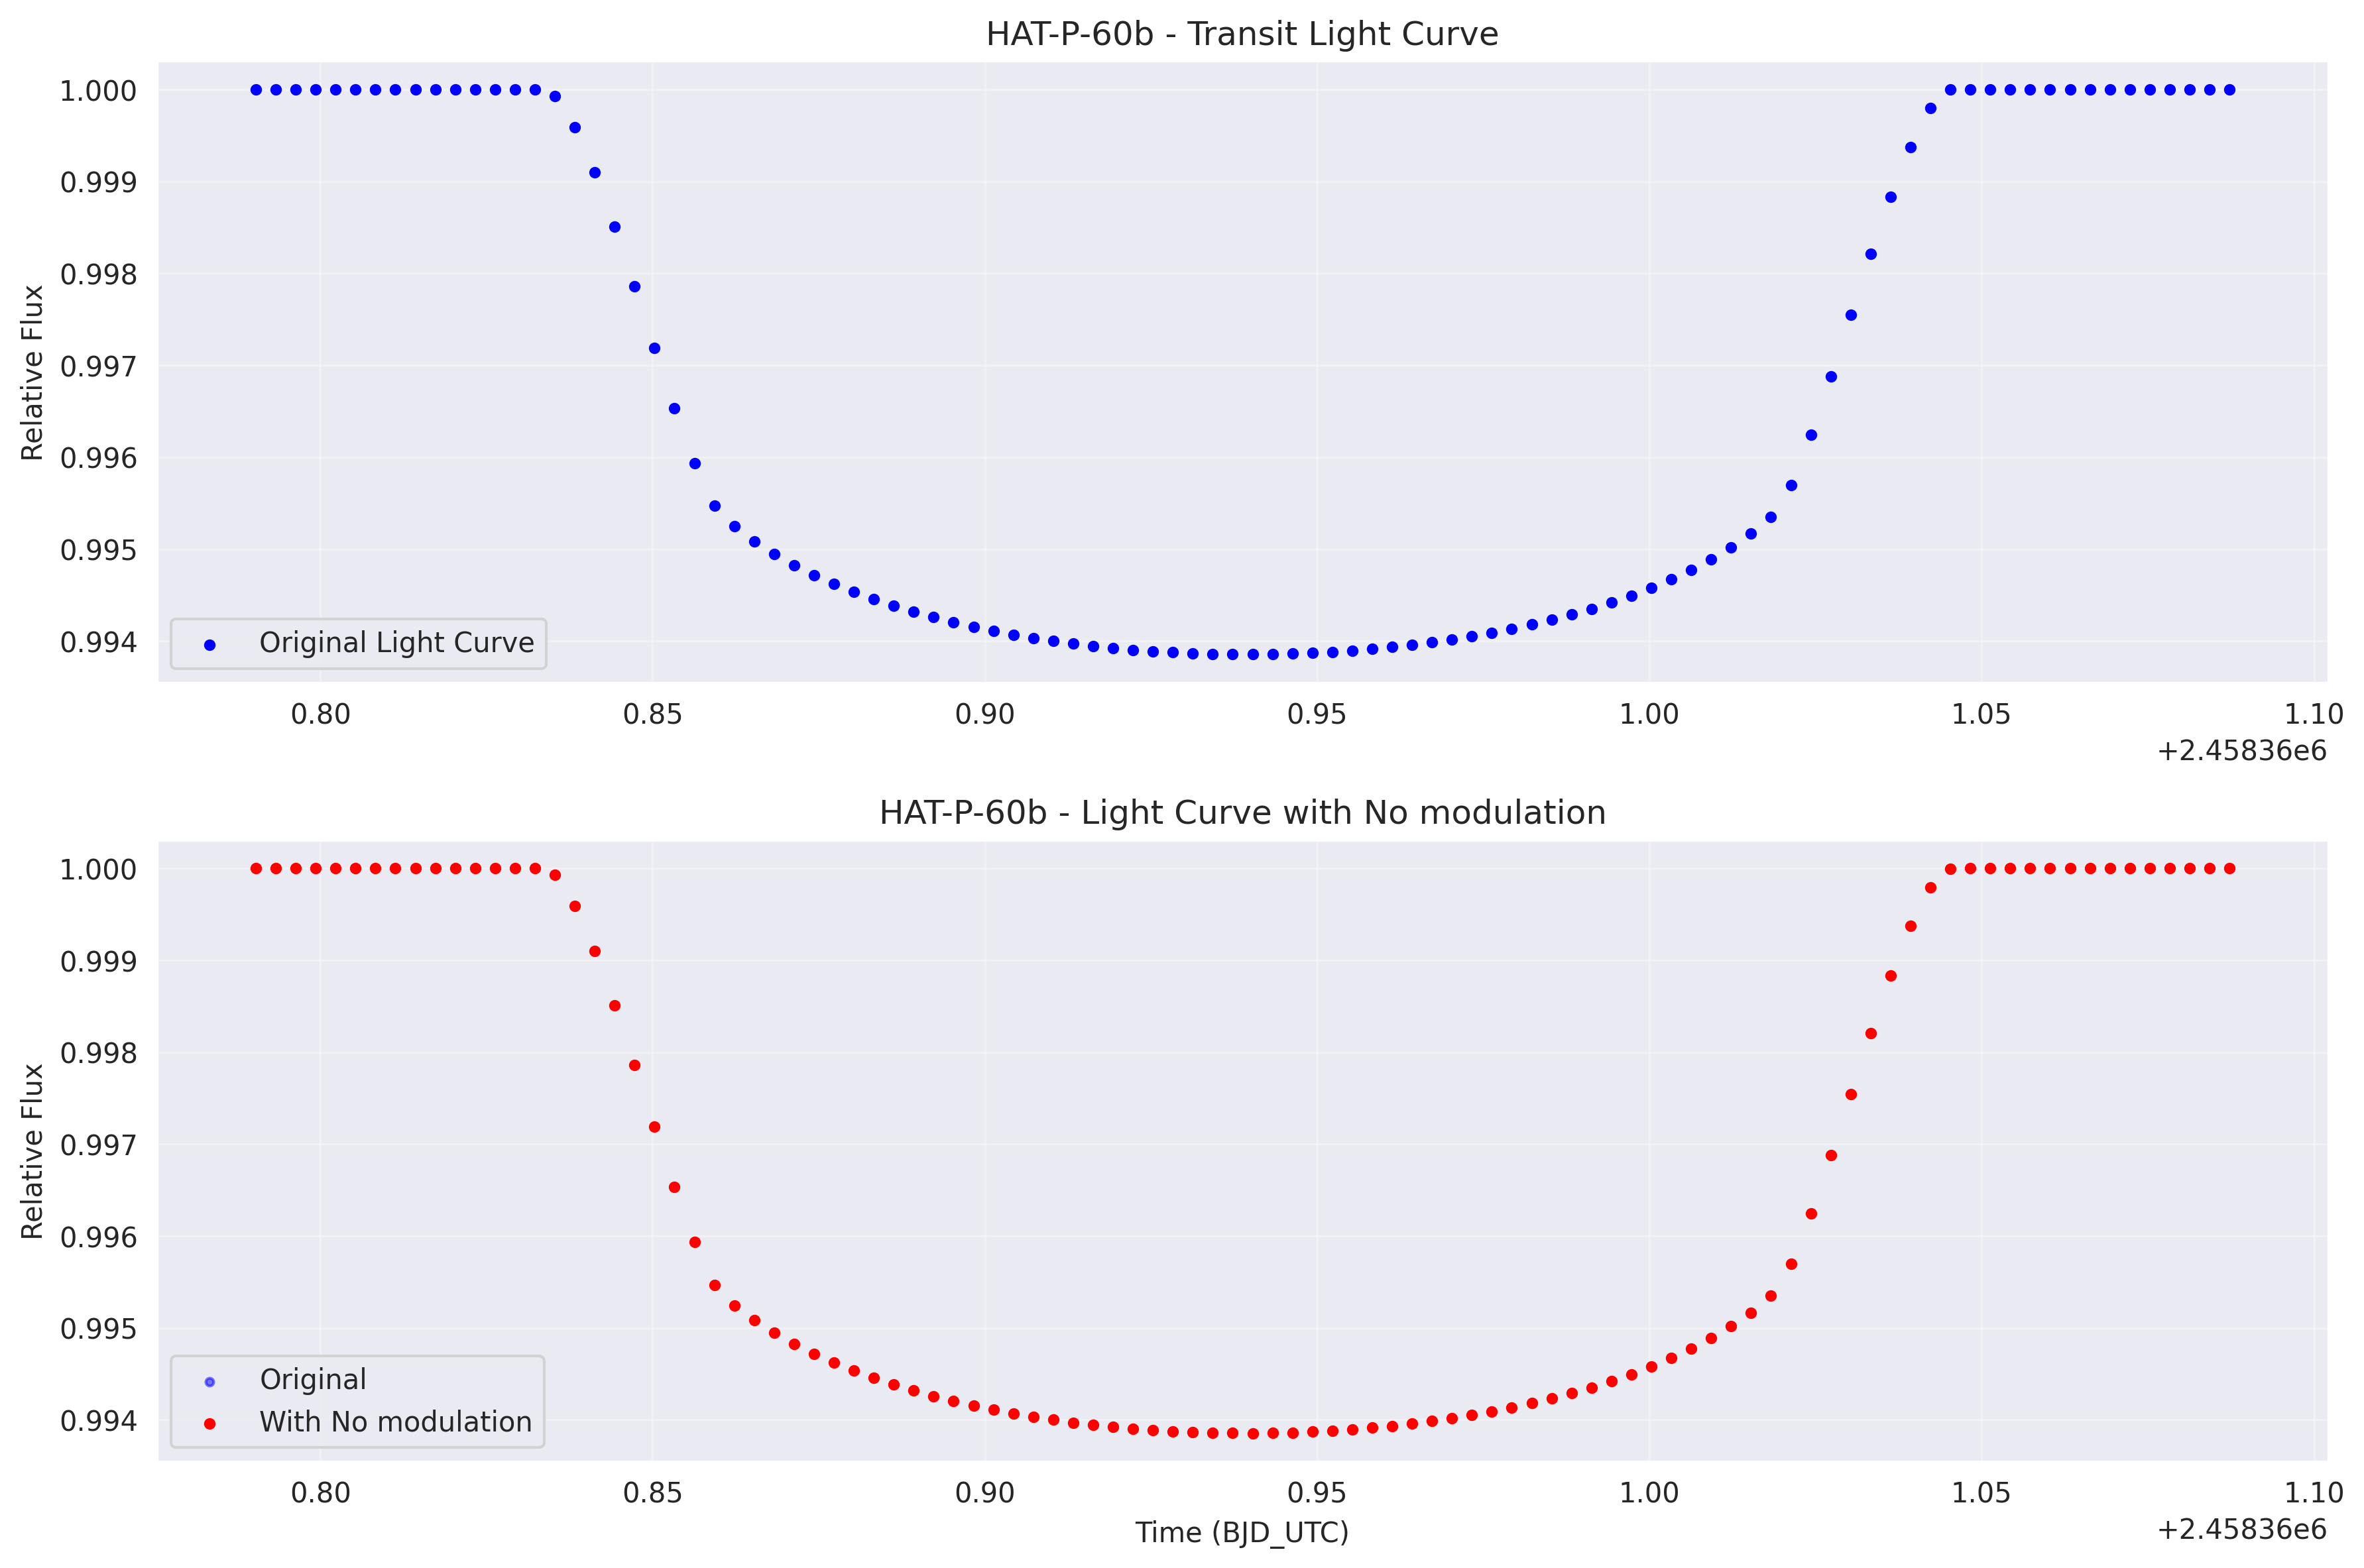 HAT-P-60b - Transit Light Curve
Relative Flux
1.000
0.999
0.998
0.997
0.996
0.995
0.994
Original Light Curve
0.80 0.85 0.90 0.95 1.00 1.05 1.10
+2.45836e6
HAT-P-60b - Light Curve with No modulation
Relative Flux
1.000
0.999
0.998
0.997
0.996
0.995
0.994
Original
With No modulation
0.80 0.85 0.90 0.95 1.00 1.05 1.10
Time (BJD_UTC)
+2.45836e6